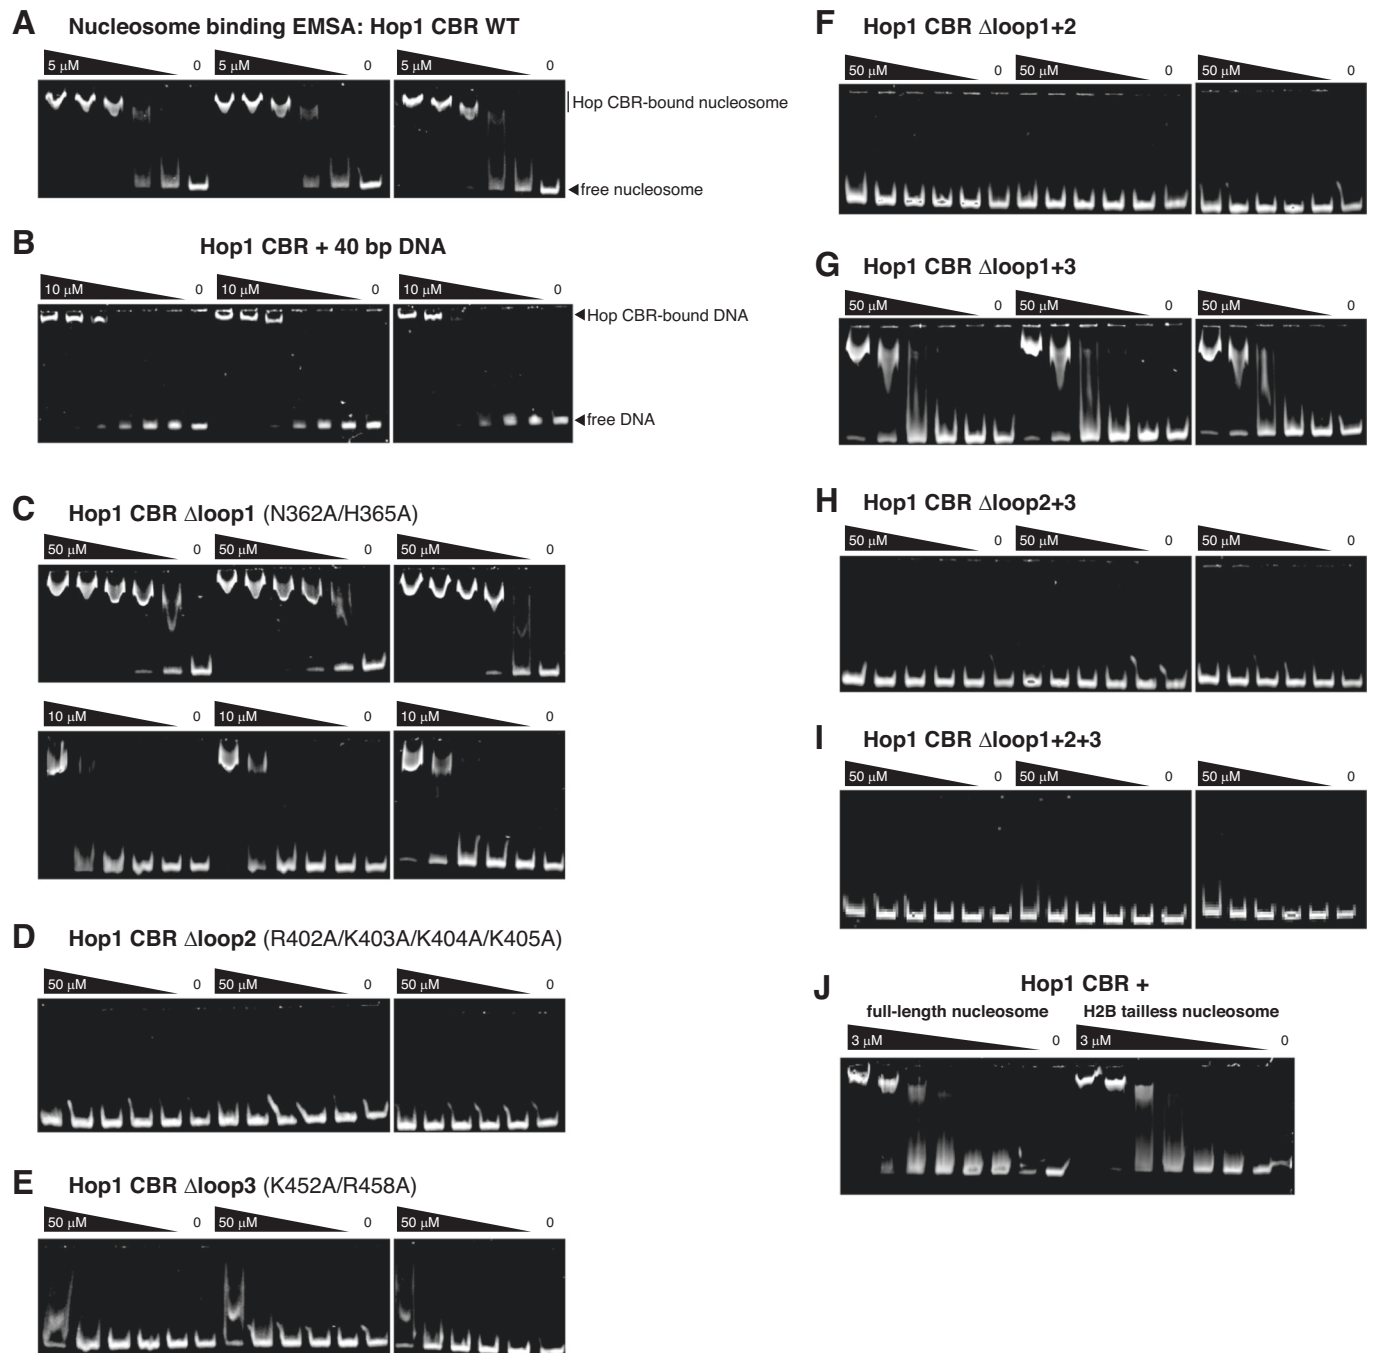 A Nucleosome binding EMSA: Hop1 CBR WT
5 µM 0 5 µM 0 5 µM 0
Hop CBR-bound nucleosome
free nucleosome
B Hop1 CBR + 40 bp DNA
10 µM 0 10 µM 0 10 µM 0
Hop CBR-bound DNA
free DNA
C Hop1 CBR ∆loop1 (N362A/H365A)
50 µM 0 50 µM 0 50 µM 0
10 µM 0 10 µM 0 10 µM 0
D Hop1 CBR ∆loop2 (R402A/K403A/K404A/K405A)
50 µM 0 50 µM 0 50 µM 0
E Hop1 CBR ∆loop3 (K452A/R458A)
50 µM 0 50 µM 0 50 µM 0
F Hop1 CBR ∆loop1+2
50 µM 0 50 µM 0 50 µM 0
G Hop1 CBR ∆loop1+3
50 µM 0 50 µM 0 50 µM 0
H Hop1 CBR ∆loop2+3
50 µM 0 50 µM 0 50 µM 0
I Hop1 CBR ∆loop1+2+3
50 µM 0 50 µM 0 50 µM 0
J Hop1 CBR +
full-length nucleosome H2B tailless nucleosome
3 µM 0 3 µM 0